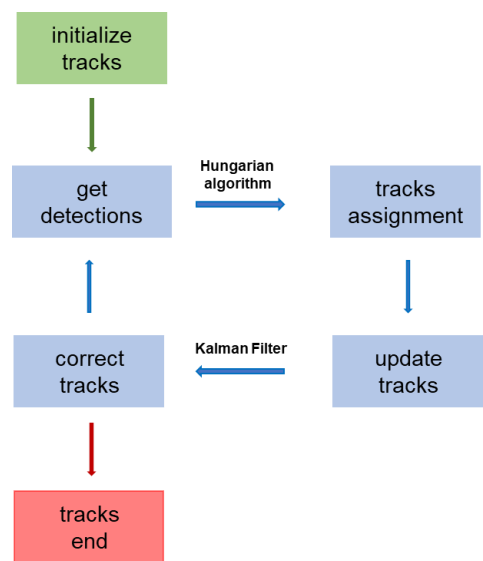 initialize
tracks
get
detections
Hungarian
algorithm
tracks
assignment
correct
tracks
Kalman Filter
update
tracks
tracks
end